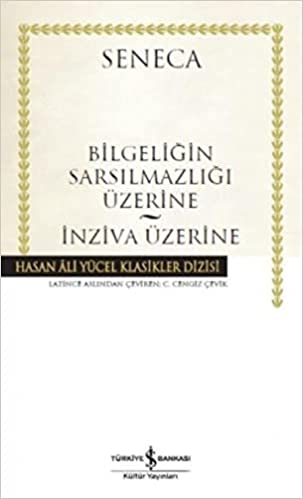 SENECA
BİLGELİĞİN
SARSILMAZLIĞI
ÜZERİNE
~
İNZİVA ÜZERİNE
HASAN ÂLİ YÜCEL KLASİKLER DİZİSİ
LATİNCE ASLINDAN ÇEVİREN: C. CENGİZ ÇEVİK
TÜRKİYE İŞ BANKASI
Kültür Yayınları